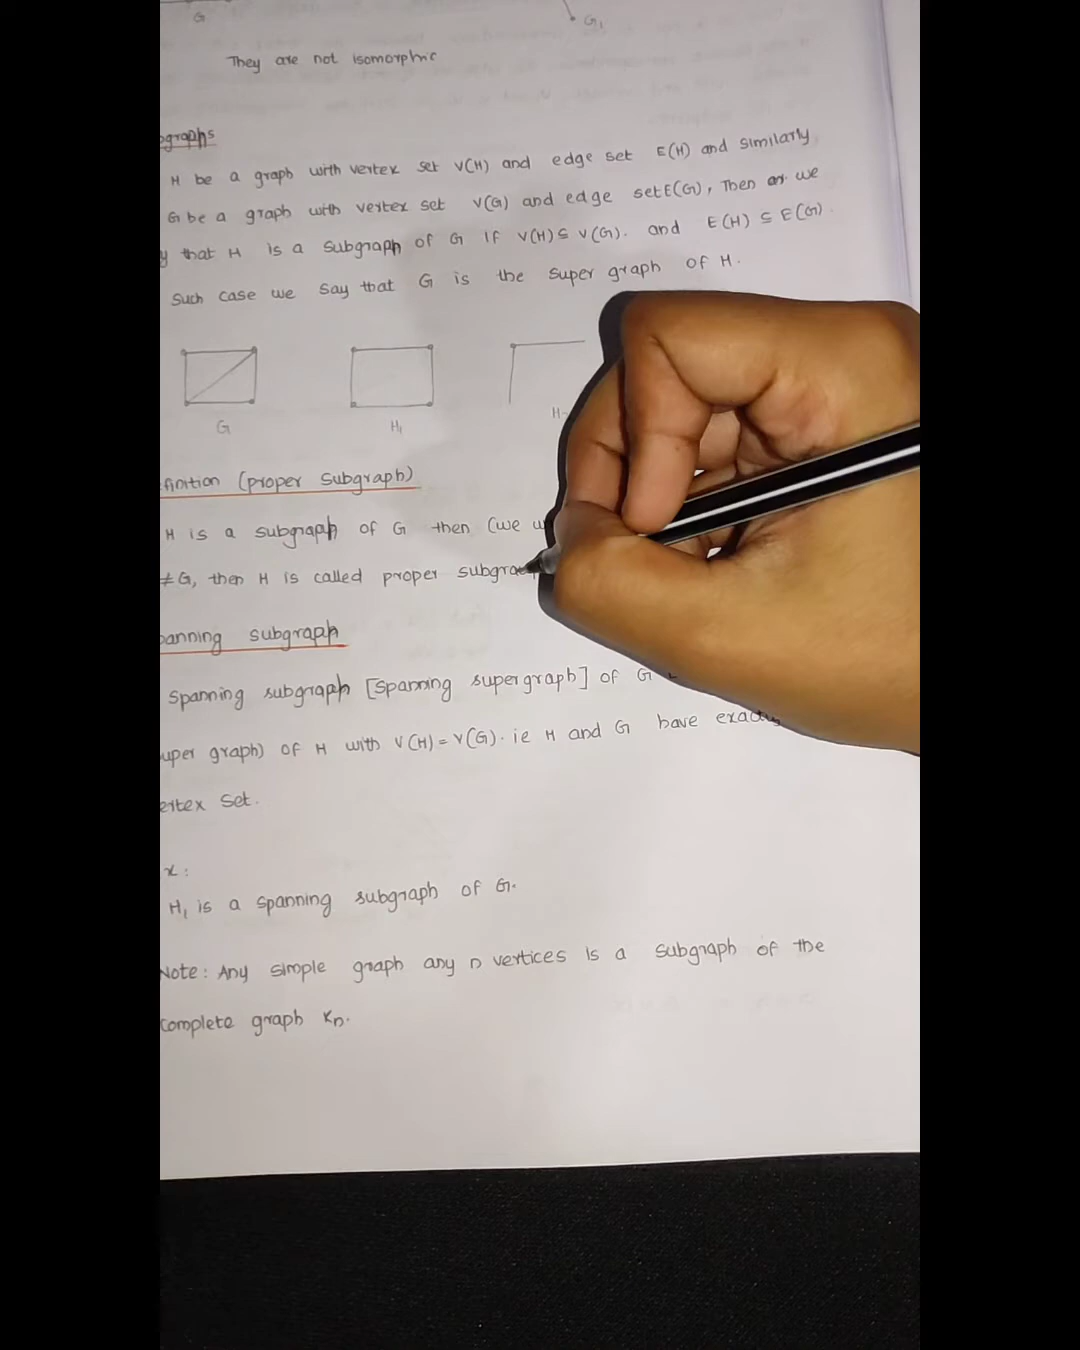 G
G₁
They are not isomorphic
ographs
H be a graph with vertex set V(H) and edge set E(H) and similarly
G be a graph with vertex set V(G) and edge set E(G), Then we
y that H is a subgraph of G if V(H) ⊆ V(G). and E(H) ⊆ E(G).
such case we say that G is the super graph of H.
G
H₁
H
finition (proper subgraph)
H is a subgraph of G then (we
≠G, then H is called proper subgrap
panning subgraph
spanning subgraph [spanning supergraph] of G
uper graph) of H with V(H) = V(G). ie H and G have exactly
ertex set.
x:
H₁ is a spanning subgraph of G.
Note: Any simple graph any n vertices is a subgraph of the
complete graph Kn.